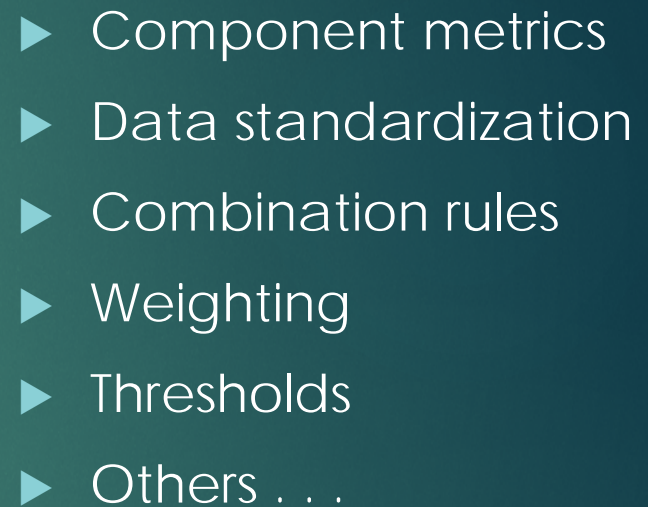 Component metrics
Data standardization
Combination rules
Weighting
Thresholds
Others . . .